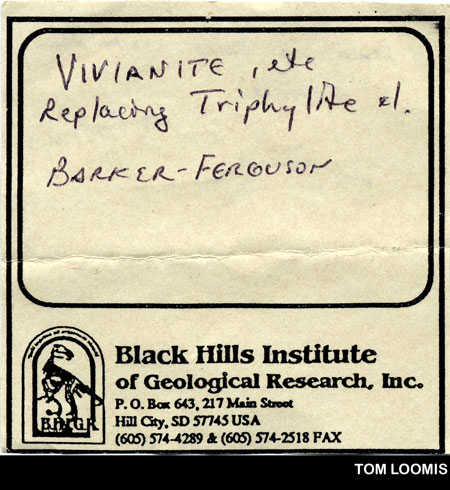 VIVIANITE, etc
Replacing Triphylite xl.
BARKER-FERGUSON
BHIGR
Black Hills Institute
of Geological Research, Inc.
P. O. Box 643, 217 Main Street
Hill City, SD 57745 USA
(605) 574-4289 & (605) 574-2518 FAX
TOM LOOMIS